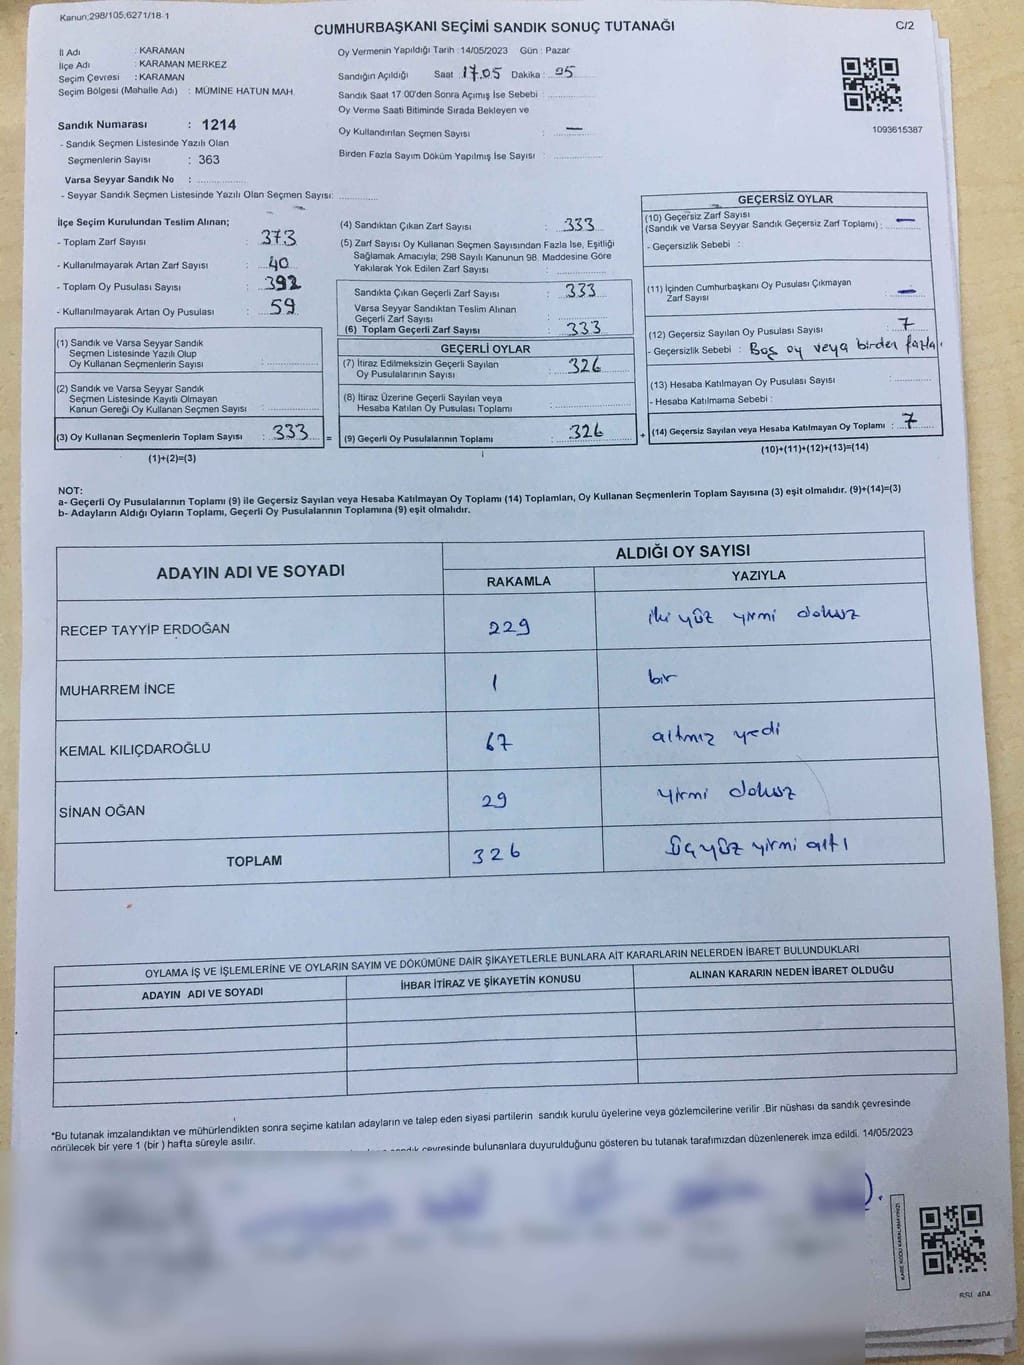 Kanun,298/105,6271/18-1
CUMHURBAŞKANI SEÇİMİ SANDIK SONUÇ TUTANAĞI
C/2
İl Adı : KARAMAN
İlçe Adı : KARAMAN MERKEZ
Seçim Çevresi : KARAMAN
Seçim Bölgesi (Mahalle Adı) : MÜMİNE HATUN MAH.
Sandık Numarası : 1214
- Sandık Seçmen Listesinde Yazılı Olan
Seçmenlerin Sayısı : 363
Varsa Seyyar Sandık No :
- Seyyar Sandık Seçmen Listesinde Yazılı Olan Seçmen Sayısı:
Oy Vermenin Yapıldığı Tarih : 14/05/2023 Gün : Pazar
Sandığın Açıldığı Saat : 17.05 Dakika : 05
Sandık Saat 17.00'den Sonra Açımış İse Sebebi :
Oy Verme Saati Bitiminde Sırada Bekleyen ve
Oy Kullandırılan Seçmen Sayısı : —
Birden Fazla Sayım Döküm Yapılmış İse Sayısı :
1093615387
İlçe Seçim Kurulundan Teslim Alınan;
- Toplam Zarf Sayısı : 373
- Kullanılmayarak Artan Zarf Sayısı : 40
- Toplam Oy Pusulası Sayısı : 392
- Kullanılmayarak Artan Oy Pusulası : 59
(1) Sandık ve Varsa Seyyar Sandık
Seçmen Listesinde Yazılı Olup
Oy Kullanan Seçmenlerin Sayısı :
(2) Sandık ve Varsa Seyyar Sandık
Seçmen Listesinde Kayıtlı Olmayan
Kanun Gereği Oy Kullanan Seçmen Sayısı :
(3) Oy Kullanan Seçmenlerin Toplam Sayısı : 333 =
(1)+(2)=(3)
(4) Sandıktan Çıkan Zarf Sayısı : 333
(5) Zarf Sayısı Oy Kullanan Seçmen Sayısından Fazla İse, Eşitliği
Sağlamak Amacıyla; 298 Sayılı Kanunun 98. Maddesine Göre
Yakılarak Yok Edilen Zarf Sayısı :
Sandıkta Çıkan Geçerli Zarf Sayısı : 333
Varsa Seyyar Sandıktan Teslim Alınan
Geçerli Zarf Sayısı :
(6) Toplam Geçerli Zarf Sayısı : 333
GEÇERLİ OYLAR
(7) İtiraz Edilmeksizin Geçerli Sayılan
Oy Pusulalarının Sayısı : 326
(8) İtiraz Üzerine Geçerli Sayılan veya
Hesaba Katılan Oy Pusulası Toplamı :
(9) Geçerli Oy Pusulalarının Toplamı : 326 +
GEÇERSİZ OYLAR
(10) Geçersiz Zarf Sayısı
(Sandık ve Varsa Seyyar Sandık Geçersiz Zarf Toplamı) : —
- Geçersizlik Sebebi :
(11) İçinden Cumhurbaşkanı Oy Pusulası Çıkmayan
Zarf Sayısı : —
(12) Geçersiz Sayılan Oy Pusulası Sayısı : 7
- Geçersizlik Sebebi : Boş oy veya birden fazla.
(13) Hesaba Katılmayan Oy Pusulası Sayısı :
- Hesaba Katılmama Sebebi :
(14) Geçersiz Sayılan veya Hesaba Katılmayan Oy Toplamı : 7
(10)+(11)+(12)+(13)=(14)
NOT:
a- Geçerli Oy Pusulalarının Toplamı (9) ile Geçersiz Sayılan veya Hesaba Katılmayan Oy Toplamı (14) Toplamları, Oy Kullanan Seçmenlerin Toplam Sayısına (3) eşit olmalıdır. (9)+(14)=(3)
b- Adayların Aldığı Oyların Toplamı, Geçerli Oy Pusulalarının Toplamına (9) eşit olmalıdır.
ADAYIN ADI VE SOYADI
ALDIĞI OY SAYISI
RAKAMLA YAZIYLA
RECEP TAYYİP ERDOĞAN 229 iki yüz yirmi dokuz
MUHARREM İNCE 1 bir
KEMAL KILIÇDAROĞLU 67 altmız yedi
SİNAN OĞAN 29 yirmi dokuz
TOPLAM 326 üç yüz yirmi altı
OYLAMA İŞ VE İŞLEMLERİNE VE OYLARIN SAYIM VE DÖKÜMÜNE DAİR ŞİKAYETLERLE BUNLARA AİT KARARLARIN NELERDEN İBARET BULUNDUKLARI
ADAYIN ADI VE SOYADI İHBAR İTİRAZ VE ŞİKAYETİN KONUSU ALINAN KARARIN NEDEN İBARET OLDUĞU
*Bu tutanak imzalandıktan ve mühürlendikten sonra seçime katılan adayların ve talep eden siyasi partilerin sandık kurulu üyelerine veya gözlemcilerine verilir .Bir nüshası da sandık çevresinde
görülecek bir yere 1 (bir ) hafta süreyle asılır.
sandık çevresinde bulunanlara duyurulduğunu gösteren bu tutanak tarafımızdan düzenlenerek imza edildi. 14/05/2023
KARE KODU KARALAMAYINIZ!